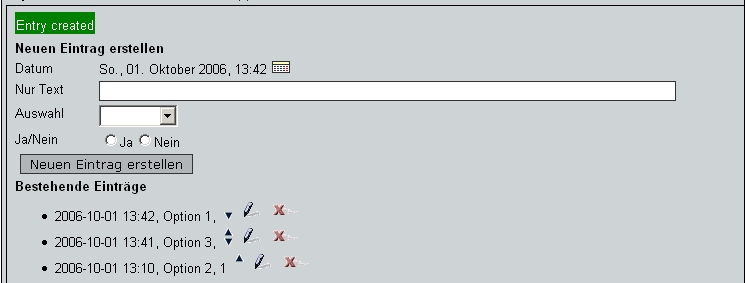 Entry created
Neuen Eintrag erstellen
Datum So., 01. Oktober 2006, 13:42
Nur Text
Auswahl
Ja/Nein Ja Nein
Neuen Eintrag erstellen
Bestehende Einträge
2006-10-01 13:42, Option 1,
2006-10-01 13:41, Option 3,
2006-10-01 13:10, Option 2, 1